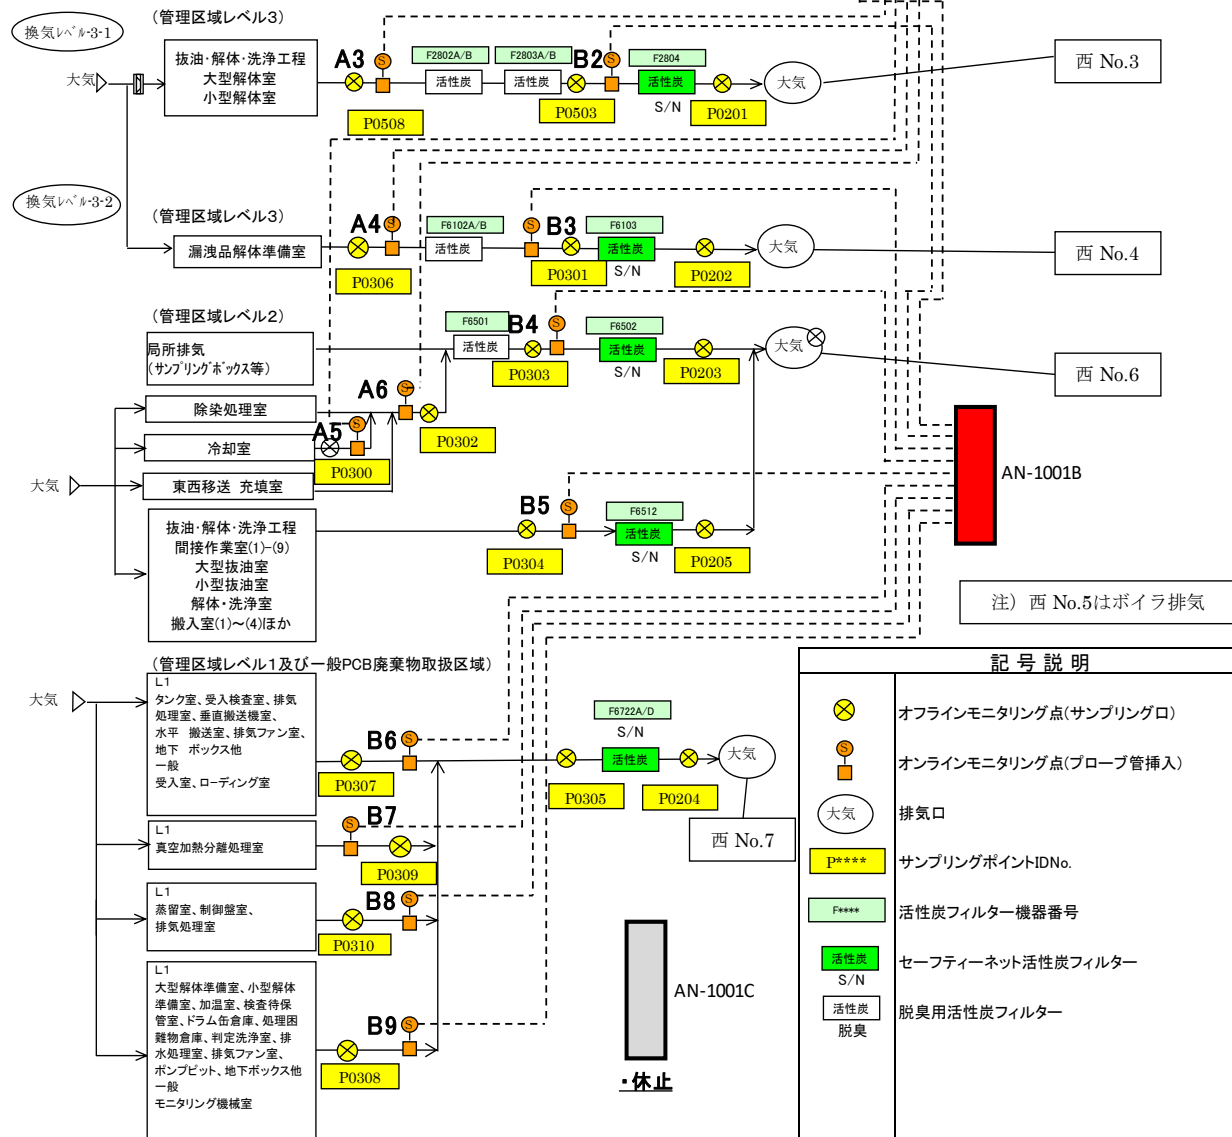 換気ﾚﾍﾞﾙ-3-1
(管理区域レベル3)
大気
抜油・解体・洗浄工程
大型解体室
小型解体室
A3
S
P0508
F2802A/B
活性炭
F2803A/B
活性炭
B2
S
P0503
F2804
活性炭
S/N
P0201
大気
西 No.3
換気ﾚﾍﾞﾙ-3-2
(管理区域レベル3)
漏洩品解体準備室
A4
S
P0306
F6102A/B
活性炭
S
B3
P0301
F6103
活性炭
S/N
P0202
大気
西 No.4
(管理区域レベル2)
局所排気
(サンプリングボックス等)
F6501
活性炭
B4
S
P0303
F6502
活性炭
S/N
P0203
大気
西 No.6
除染処理室
A6
S
P0302
冷却室
A5
S
P0300
大気
東西移送 充填室
抜油・解体・洗浄工程
間接作業室(1)-(9)
大型抜油室
小型抜油室
解体・洗浄室
搬入室(1)～(4)ほか
B5
S
P0304
F6512
活性炭
S/N
P0205
AN-1001B
注) 西 No.5はボイラ排気
(管理区域レベル1及び一般PCB廃棄物取扱区域)
大気
L1
タンク室、受入検査室、排気
処理室、垂直搬送機室、
水平 搬送室、排気ファン室、
地下 ボックス他
一般
受入室、ローディング室
B6
S
P0307
F6722A/D
S/N
活性炭
P0305
P0204
大気
西 No.7
L1
真空加熱分離処理室
S
B7
P0309
L1
蒸留室、制御盤室、
排気処理室
B8
S
P0310
L1
大型解体準備室、小型解体
準備室、加温室、検査待保
管室、ドラム缶倉庫、処理困
難物倉庫、判定洗浄室、排
水処理室、排気ファン室、
ポンプピット、地下ボックス他
一般
モニタリング機械室
B9
S
P0308
AN-1001C
・休止
記号説明
オフラインモニタリング点(サンプリング口)
S
オンラインモニタリング点(プローブ管挿入)
大気
排気口
P****
サンプリングポイントIDNo.
F****
活性炭フィルター機器番号
活性炭
S/N
セーフティーネット活性炭フィルター
活性炭
脱臭
脱臭用活性炭フィルター